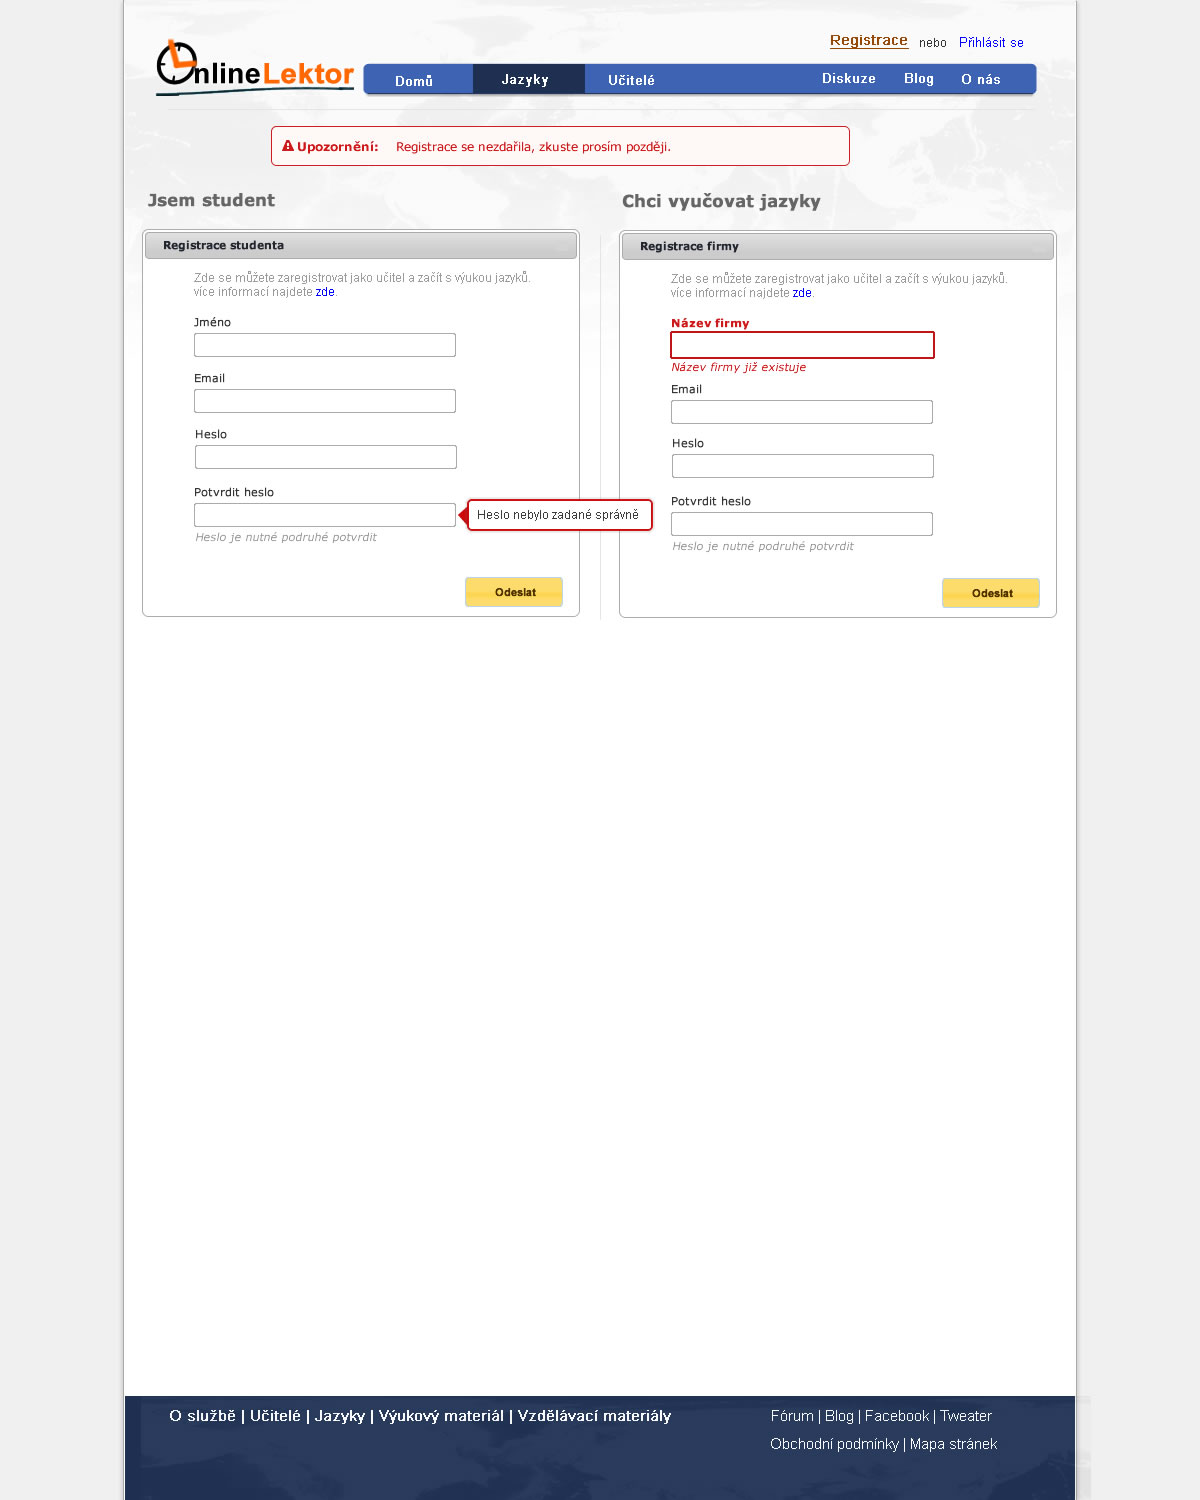 Registrace nebo Přihlásit se
OnlineLektor
Domů Jazyky Učitelé Diskuze Blog O nás
Upozornění: Registrace se nezdařila, zkuste prosím později.
Jsem student
Registrace studenta
Zde se můžete zaregistrovat jako učitel a začít s výukou jazyků.
více informací najdete zde.
Jméno
Email
Heslo
Potvrdit heslo
Heslo nebylo zadané správně
Heslo je nutné podruhé potvrdit
Odeslat
Chci vyučovat jazyky
Registrace firmy
Zde se můžete zaregistrovat jako učitel a začít s výukou jazyků.
více informací najdete zde.
Název firmy
Název firmy již existuje
Email
Heslo
Potvrdit heslo
Heslo je nutné podruhé potvrdit
Odeslat
O službě | Učitelé | Jazyky | Výukový materiál | Vzdělávací materiály
Fórum | Blog | Facebook | Tweater
Obchodní podmínky | Mapa stránek